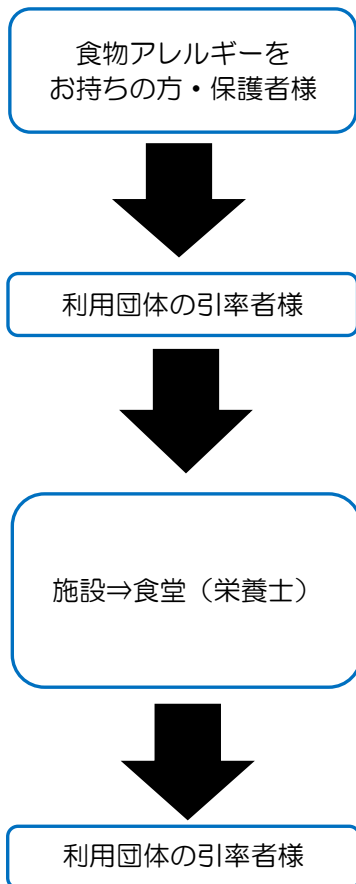 食物アレルギーを
お持ちの方・保護者様
利用団体の引率者様
施設⇒食堂（栄養士）
利用団体の引率者様